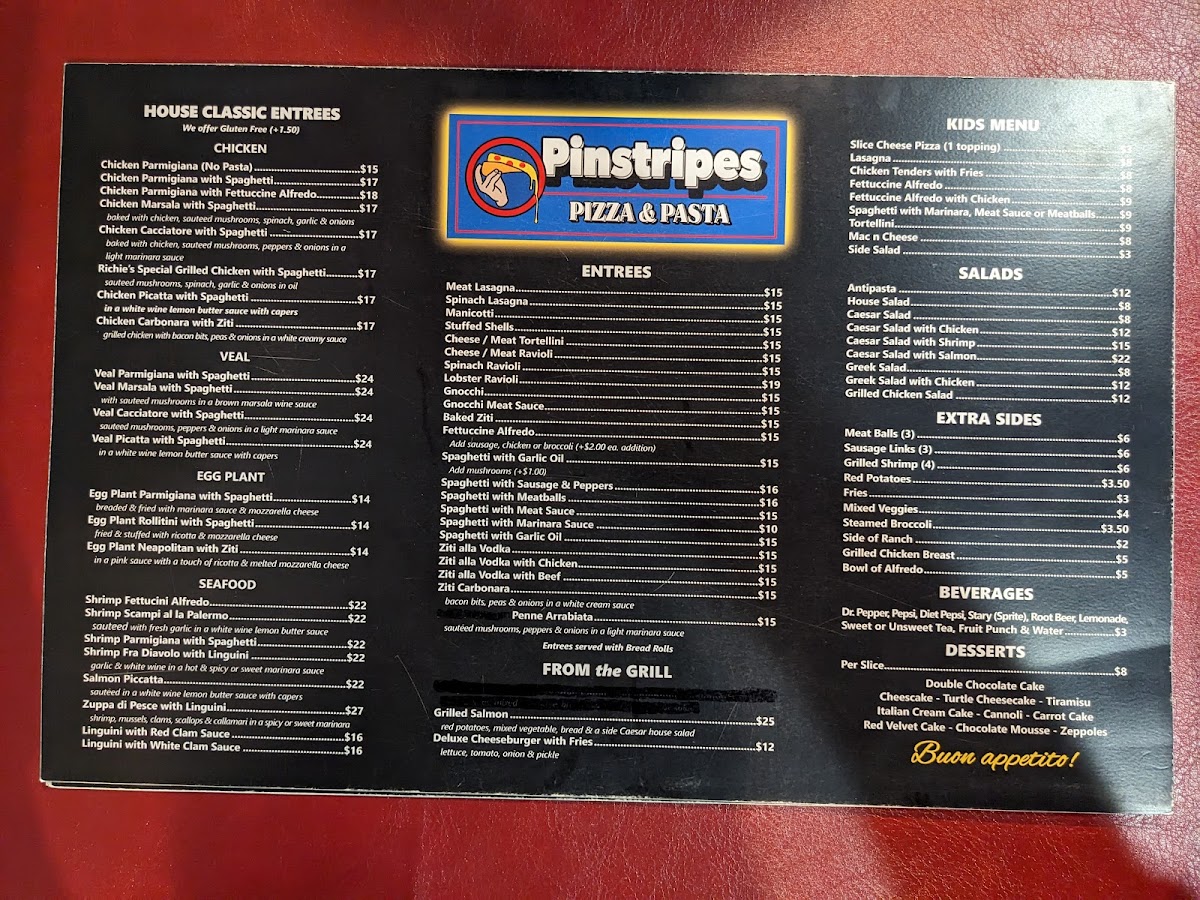 HOUSE CLASSIC ENTREES
We offer Gluten Free (+1.50)
CHICKEN
Chicken Parmigiana (No Pasta)....$15
Chicken Parmigiana with Spaghetti....$17
Chicken Parmigiana with Fettuccine Alfredo....$18
Chicken Marsala with Spaghetti....$17
baked with chicken, sauteed mushrooms, spinach, garlic & onions
Chicken Cacciatore with Spaghetti....$17
baked with chicken, sauteed mushrooms, peppers & onions in a
light marinara sauce
Richie's Special Grilled Chicken with Spaghetti....$17
sauteed mushrooms, spinach, garlic & onions in oil
Chicken Picatta with Spaghetti....$17
in a white wine lemon butter sauce with capers
Chicken Carbonara with Ziti....$17
grilled chicken with bacon bits, peas & onions in a white creamy sauce
VEAL
Veal Parmigiana with Spaghetti....$24
Veal Marsala with Spaghetti....$24
with sauteed mushrooms in a brown marsala wine sauce
Veal Cacciatore with Spaghetti....$24
sauteed mushrooms, peppers & onions in a light marinara sauce
Veal Picatta with Spaghetti....$24
in a white wine lemon butter sauce with capers
EGG PLANT
Egg Plant Parmigiana with Spaghetti....$14
breaded & fried with marinara sauce & mozzarella cheese
Egg Plant Rollitini with Spaghetti....$14
fried & stuffed with ricotta & mozzarella cheese
Egg Plant Neapolitan with Ziti....$14
in a pink sauce with a touch of ricotta & melted mozzarella cheese
SEAFOOD
Shrimp Fettucini Alfredo....$22
Shrimp Scampi al la Palermo....$22
sauteed with fresh garlic in a white wine lemon butter sauce
Shrimp Parmigiana with Spaghetti....$22
Shrimp Fra Diavolo with Linguini....$22
garlic & white wine in a hot & spicy or sweet marinara sauce
Salmon Piccatta....$22
sautéed in a white wine lemon butter sauce with capers
Zuppa di Pesce with Linguini....$27
shrimp, mussels, clams, scallops & callamari in a spicy or sweet marinara
Linguini with Red Clam Sauce....$16
Linguini with White Clam Sauce....$16
Pinstripes
PIZZA & PASTA
ENTREES
Meat Lasagna....$15
Spinach Lasagna....$15
Manicotti....$15
Stuffed Shells....$15
Cheese / Meat Tortellini....$15
Cheese / Meat Ravioli....$15
Spinach Ravioli....$15
Lobster Ravioli....$19
Gnocchi....$15
Gnocchi Meat Sauce....$15
Baked Ziti....$15
Fettuccine Alfredo....$15
Add sausage, chicken or broccoli (+$2.00 ea. addition)
Spaghetti with Garlic Oil....$15
Add mushrooms (+$1.00)
Spaghetti with Sausage & Peppers....$16
Spaghetti with Meatballs....$16
Spaghetti with Meat Sauce....$15
Spaghetti with Marinara Sauce....$10
Spaghetti with Garlic Oil....$15
Ziti alla Vodka....$15
Ziti alla Vodka with Chicken....$15
Ziti alla Vodka with Beef....$15
Ziti Carbonara....$15
bacon bits, peas & onions in a white cream sauce
Penne Arrabiata....$15
sautéed mushrooms, peppers & onions in a light marinara sauce
Entrees served with Bread Rolls
FROM the GRILL
Grilled Salmon....$25
red potatoes, mixed vegetable, bread & a side Caesar house salad
Deluxe Cheeseburger with Fries....$12
lettuce, tomato, onion & pickle
KIDS MENU
Slice Cheese Pizza (1 topping)....
Lasagna....$8
Chicken Tenders with Fries....$8
Fettuccine Alfredo....$8
Fettuccine Alfredo with Chicken....$9
Spaghetti with Marinara, Meat Sauce or Meatballs....$9
Tortellini....$9
Mac n Cheese....$8
Side Salad....$3
SALADS
Antipasta....$12
House Salad....$8
Caesar Salad....$8
Caesar Salad with Chicken....$12
Caesar Salad with Shrimp....$15
Caesar Salad with Salmon....$22
Greek Salad....$8
Greek Salad with Chicken....$12
Grilled Chicken Salad....$12
EXTRA SIDES
Meat Balls (3)....$6
Sausage Links (3)....$6
Grilled Shrimp (4)....$6
Red Potatoes....$3.50
Fries....$3
Mixed Veggies....$4
Steamed Broccoli....$3.50
Side of Ranch....$2
Grilled Chicken Breast....$5
Bowl of Alfredo....$5
BEVERAGES
Dr. Pepper, Pepsi, Diet Pepsi, Stary (Sprite), Root Beer, Lemonade,
Sweet or Unsweet Tea, Fruit Punch & Water....$3
DESSERTS
Per Slice....$8
Double Chocolate Cake
Cheescake - Turtle Cheesecake - Tiramisu
Italian Cream Cake - Cannoli - Carrot Cake
Red Velvet Cake - Chocolate Mousse - Zeppoles
Buon appetito!